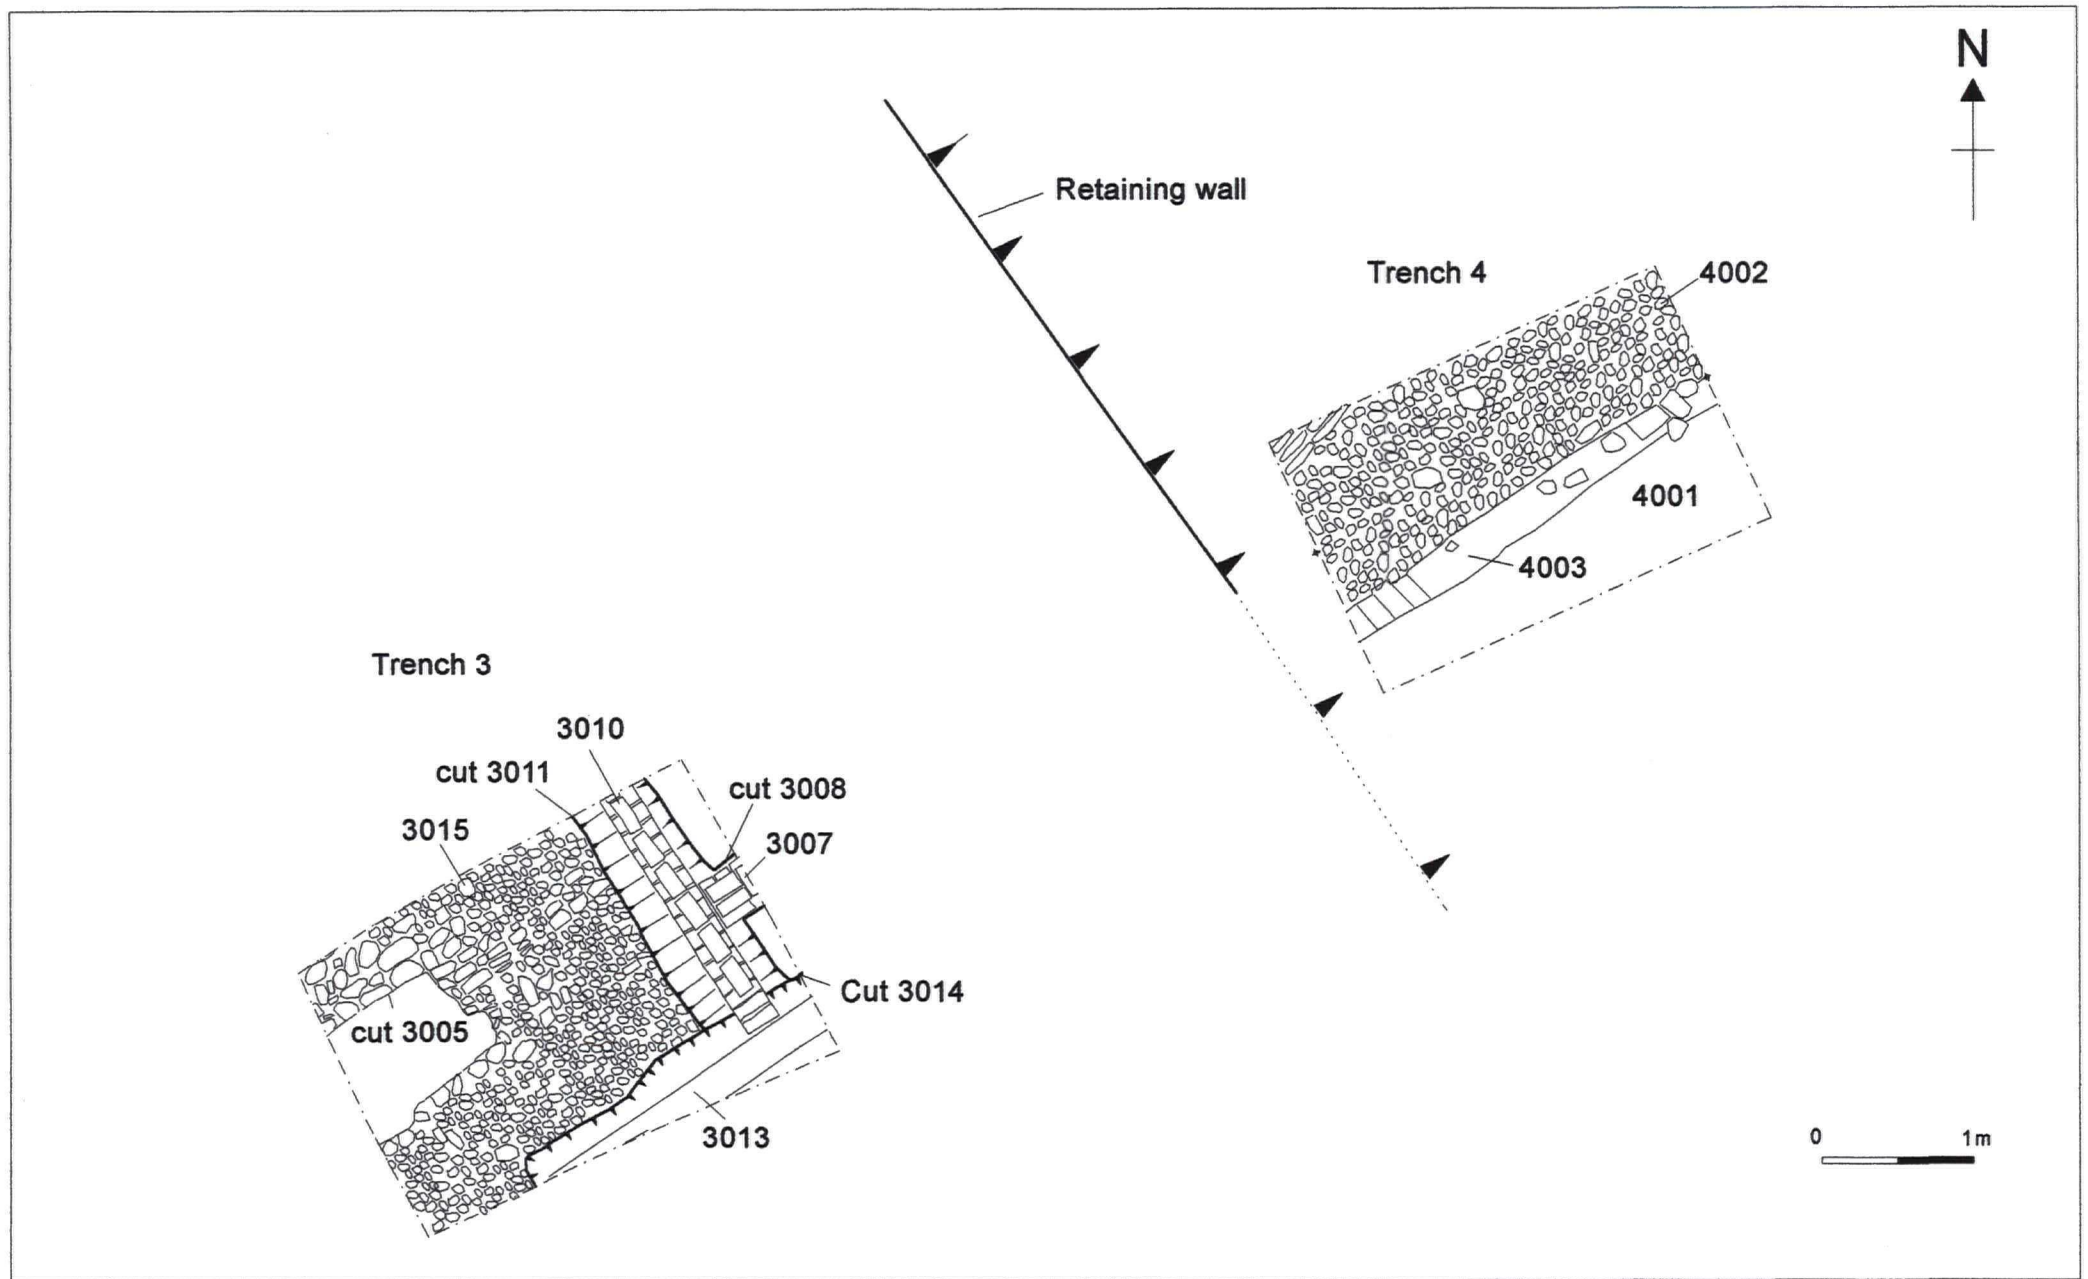 N
Retaining wall
Trench 4
4002
4001
4003
Trench 3
3010
cut 3011
cut 3008
3015
3007
Cut 3014
cut 3005
3013
0 1m